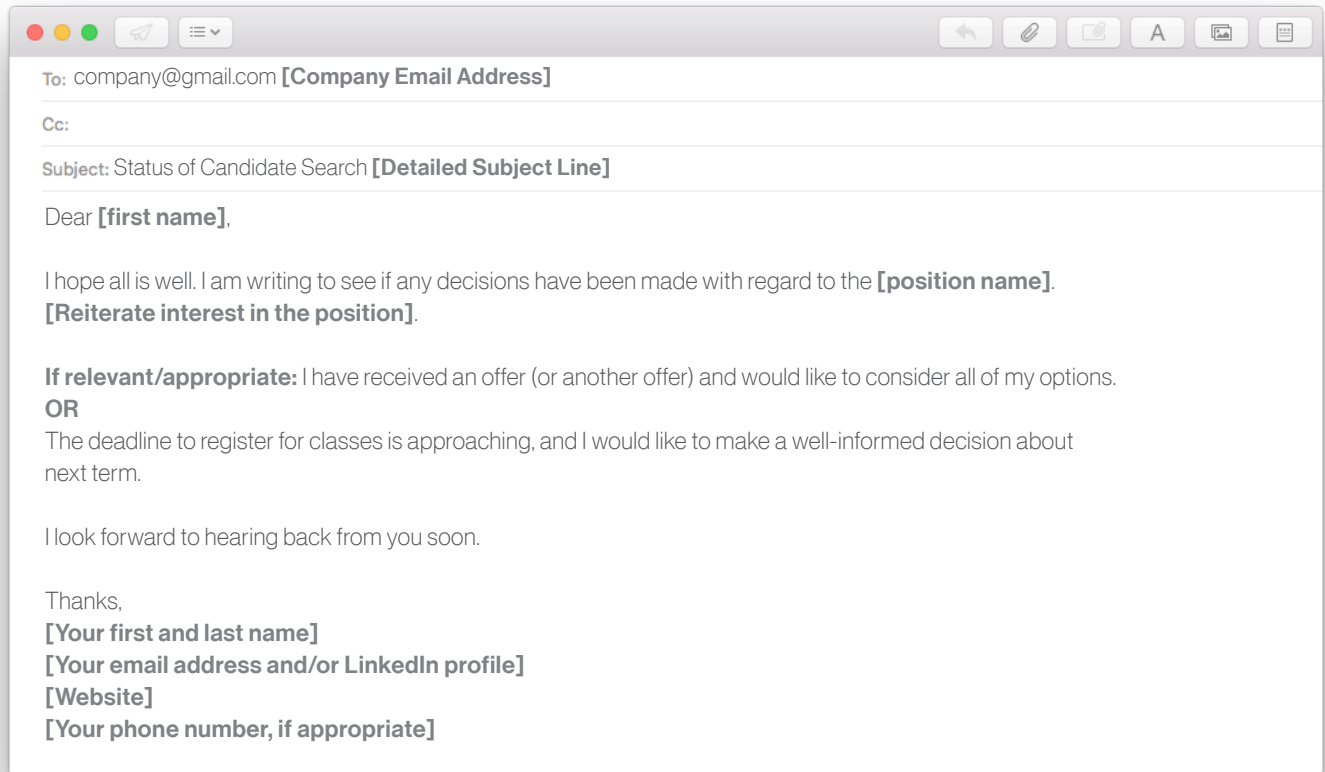 To: company@gmail.com [Company Email Address]
Cc:
Subject: Status of Candidate Search [Detailed Subject Line]
Dear [first name],
I hope all is well. I am writing to see if any decisions have been made with regard to the [position name].
[Reiterate interest in the position].
If relevant/appropriate: I have received an offer (or another offer) and would like to consider all of my options.
OR
The deadline to register for classes is approaching, and I would like to make a well-informed decision about
next term.
I look forward to hearing back from you soon.
Thanks,
[Your first and last name]
[Your email address and/or LinkedIn profile]
[Website]
[Your phone number, if appropriate]